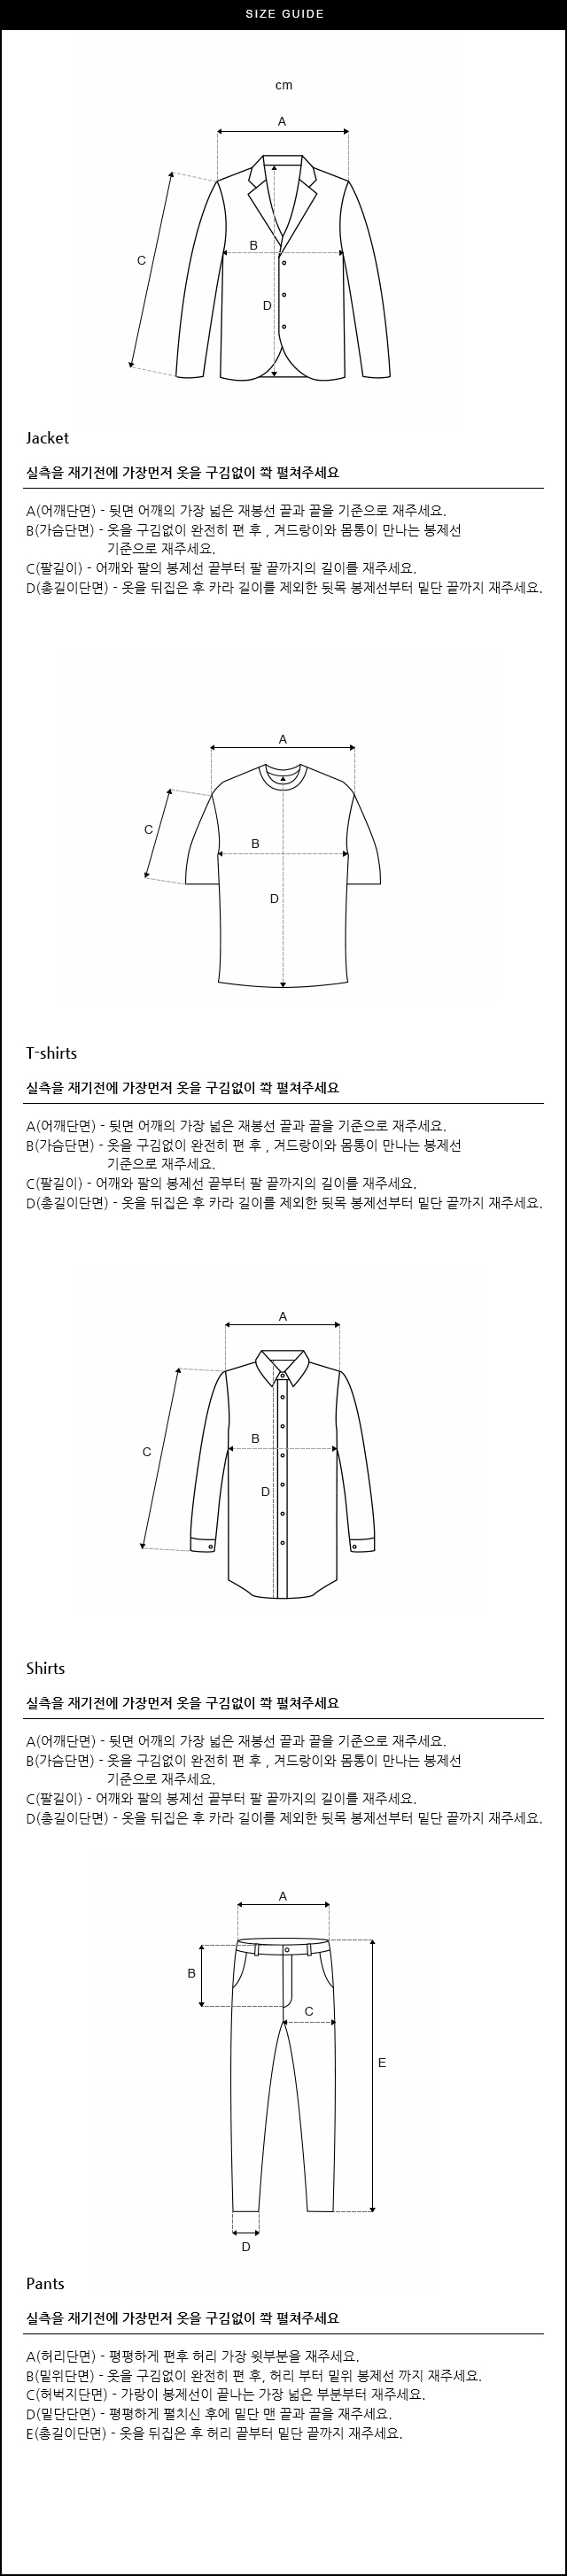 SIZE GUIDE
cm
A
B
C
D
Jacket
실측을 재기전에 가장먼저 옷을 구김없이 쫙 펼쳐주세요
A(어깨단면) - 뒷면 어깨의 가장 넓은 재봉선 끝과 끝을 기준으로 재주세요.
B(가슴단면) - 옷을 구김없이 완전히 편 후 , 겨드랑이와 몸통이 만나는 봉제선
기준으로 재주세요.
C(팔길이) - 어깨와 팔의 봉제선 끝부터 팔 끝까지의 길이를 재주세요.
D(총길이단면) - 옷을 뒤집은 후 카라 길이를 제외한 뒷목 봉제선부터 밑단 끝까지 재주세요.
A
C
B
D
T-shirts
실측을 재기전에 가장먼저 옷을 구김없이 쫙 펼쳐주세요
A(어깨단면) - 뒷면 어깨의 가장 넓은 재봉선 끝과 끝을 기준으로 재주세요.
B(가슴단면) - 옷을 구김없이 완전히 편 후 , 겨드랑이와 몸통이 만나는 봉제선
기준으로 재주세요.
C(팔길이) - 어깨와 팔의 봉제선 끝부터 팔 끝까지의 길이를 재주세요.
D(총길이단면) - 옷을 뒤집은 후 카라 길이를 제외한 뒷목 봉제선부터 밑단 끝까지 재주세요.
A
B
C
D
Shirts
실측을 재기전에 가장먼저 옷을 구김없이 쫙 펼쳐주세요
A(어깨단면) - 뒷면 어깨의 가장 넓은 재봉선 끝과 끝을 기준으로 재주세요.
B(가슴단면) - 옷을 구김없이 완전히 편 후 , 겨드랑이와 몸통이 만나는 봉제선
기준으로 재주세요.
C(팔길이) - 어깨와 팔의 봉제선 끝부터 팔 끝까지의 길이를 재주세요.
D(총길이단면) - 옷을 뒤집은 후 카라 길이를 제외한 뒷목 봉제선부터 밑단 끝까지 재주세요.
A
B
C
E
D
Pants
실측을 재기전에 가장먼저 옷을 구김없이 쫙 펼쳐주세요
A(허리단면) - 평평하게 편후 허리 가장 윗부분을 재주세요.
B(밑위단면) - 옷을 구김없이 완전히 편 후, 허리 부터 밑위 봉제선 까지 재주세요.
C(허벅지단면) - 가랑이 봉제선이 끝나는 가장 넓은 부분부터 재주세요.
D(밑단단면) - 평평하게 펼치신 후에 밑단 맨 끝과 끝을 재주세요.
E(총길이단면) - 옷을 뒤집은 후 허리 끝부터 밑단 끝까지 재주세요.